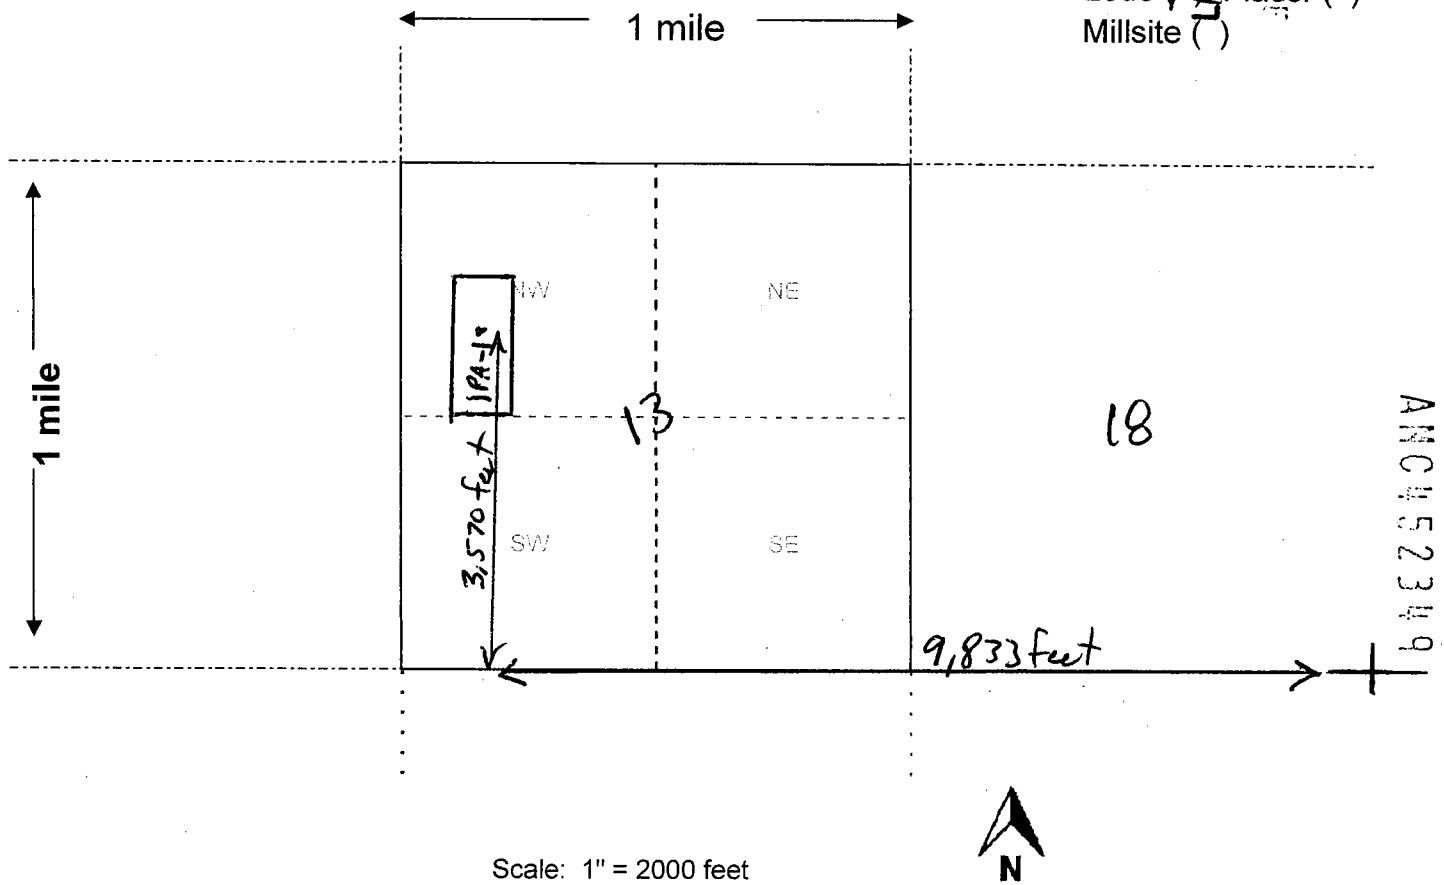 1 mile
Millsite ( )
1 mile
NW
NE
JPA-1
13
18
3,570 feet
SW
SE
9,833 feet
ANC452349
Scale: 1" = 2000 feet
N